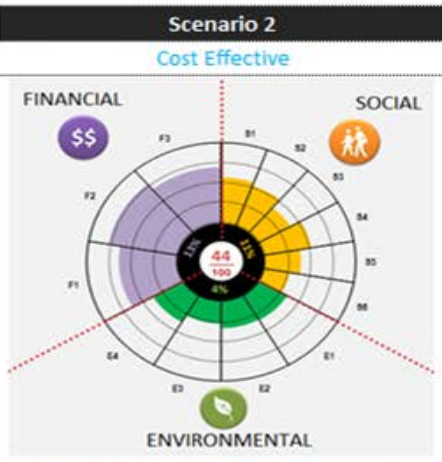 Scenario 2
Cost Effective
FINANCIAL
SOCIAL
$$
F3
S1
S2
S3
F2
S4
44
100
S5
F1
4%
S6
E4
E1
E3
E2
ENVIRONMENTAL